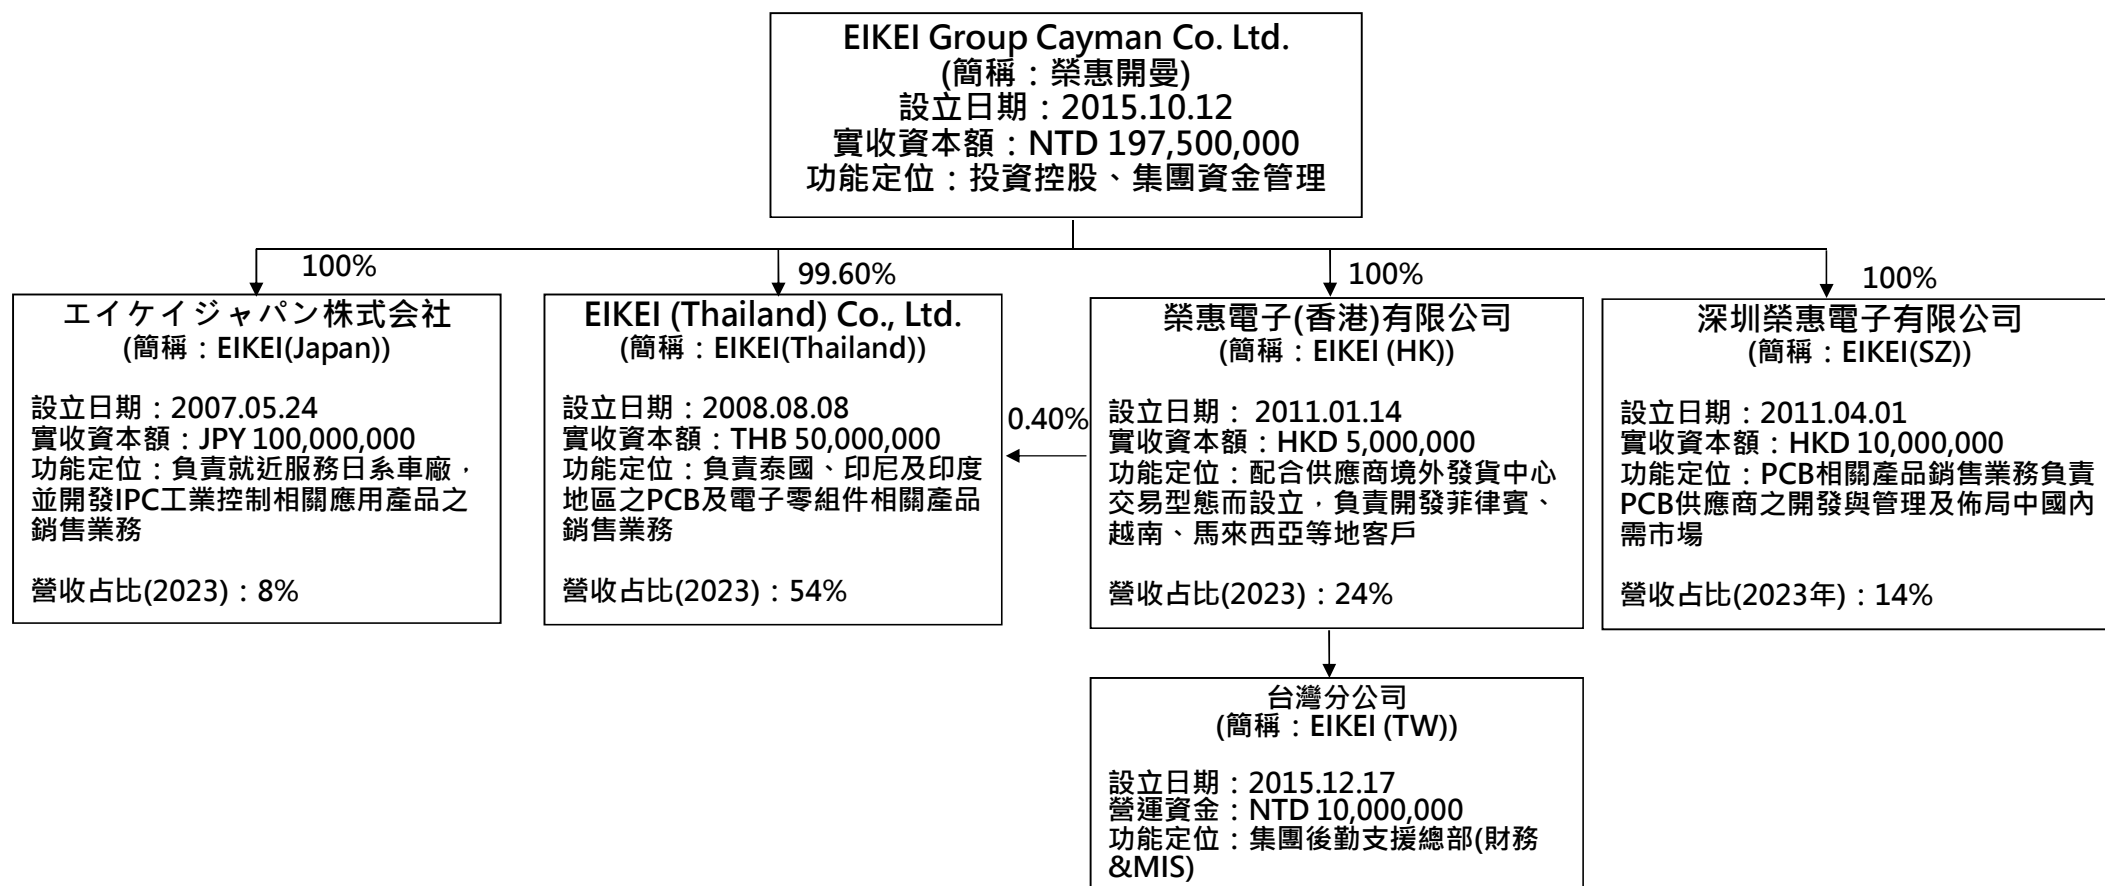 EIKEI Group Cayman Co. Ltd.
(簡稱：榮惠開曼)
設立日期：2015.10.12
實收資本額：NTD 197,500,000
功能定位：投資控股、集團資金管理
100%
99.60%
100%
100%
エイケイジャパン株式会社
(簡稱：EIKEI(Japan))
設立日期：2007.05.24
實收資本額：JPY 100,000,000
功能定位：負責就近服務日系車廠，
並開發IPC工業控制相關應用產品之
銷售業務
營收占比(2023)：8%
EIKEI (Thailand) Co., Ltd.
(簡稱：EIKEI(Thailand))
設立日期：2008.08.08
實收資本額：THB 50,000,000
功能定位：負責泰國、印尼及印度
地區之PCB及電子零組件相關產品
銷售業務
營收占比(2023)：54%
0.40%
榮惠電子(香港)有限公司
(簡稱：EIKEI (HK))
設立日期： 2011.01.14
實收資本額：HKD 5,000,000
功能定位：配合供應商境外發貨中心
交易型態而設立，負責開發菲律賓、
越南、馬來西亞等地客戶
營收占比(2023)：24%
深圳榮惠電子有限公司
(簡稱：EIKEI(SZ))
設立日期：2011.04.01
實收資本額：HKD 10,000,000
功能定位：PCB相關產品銷售業務負責
PCB供應商之開發與管理及佈局中國內
需市場
營收占比(2023年)：14%
台灣分公司
(簡稱：EIKEI (TW))
設立日期：2015.12.17
營運資金：NTD 10,000,000
功能定位：集團後勤支援總部(財務
&MIS)